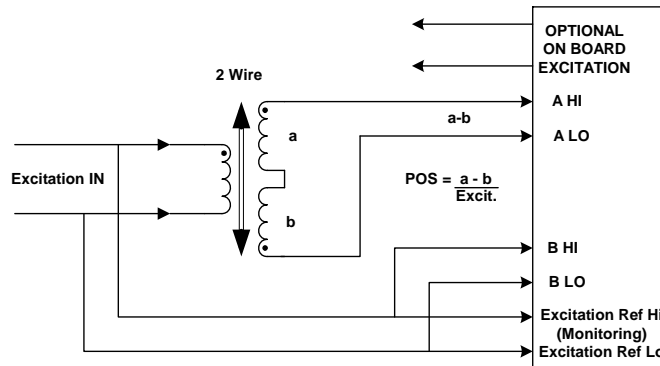 OPTIONAL
ON BOARD
EXCITATION
2 Wire
A HI
a
a-b
A LO
Excitation IN
POS = a - b
Excit.
b
B HI
B LO
Excitation Ref Hi
(Monitoring)
Excitation Ref Lo